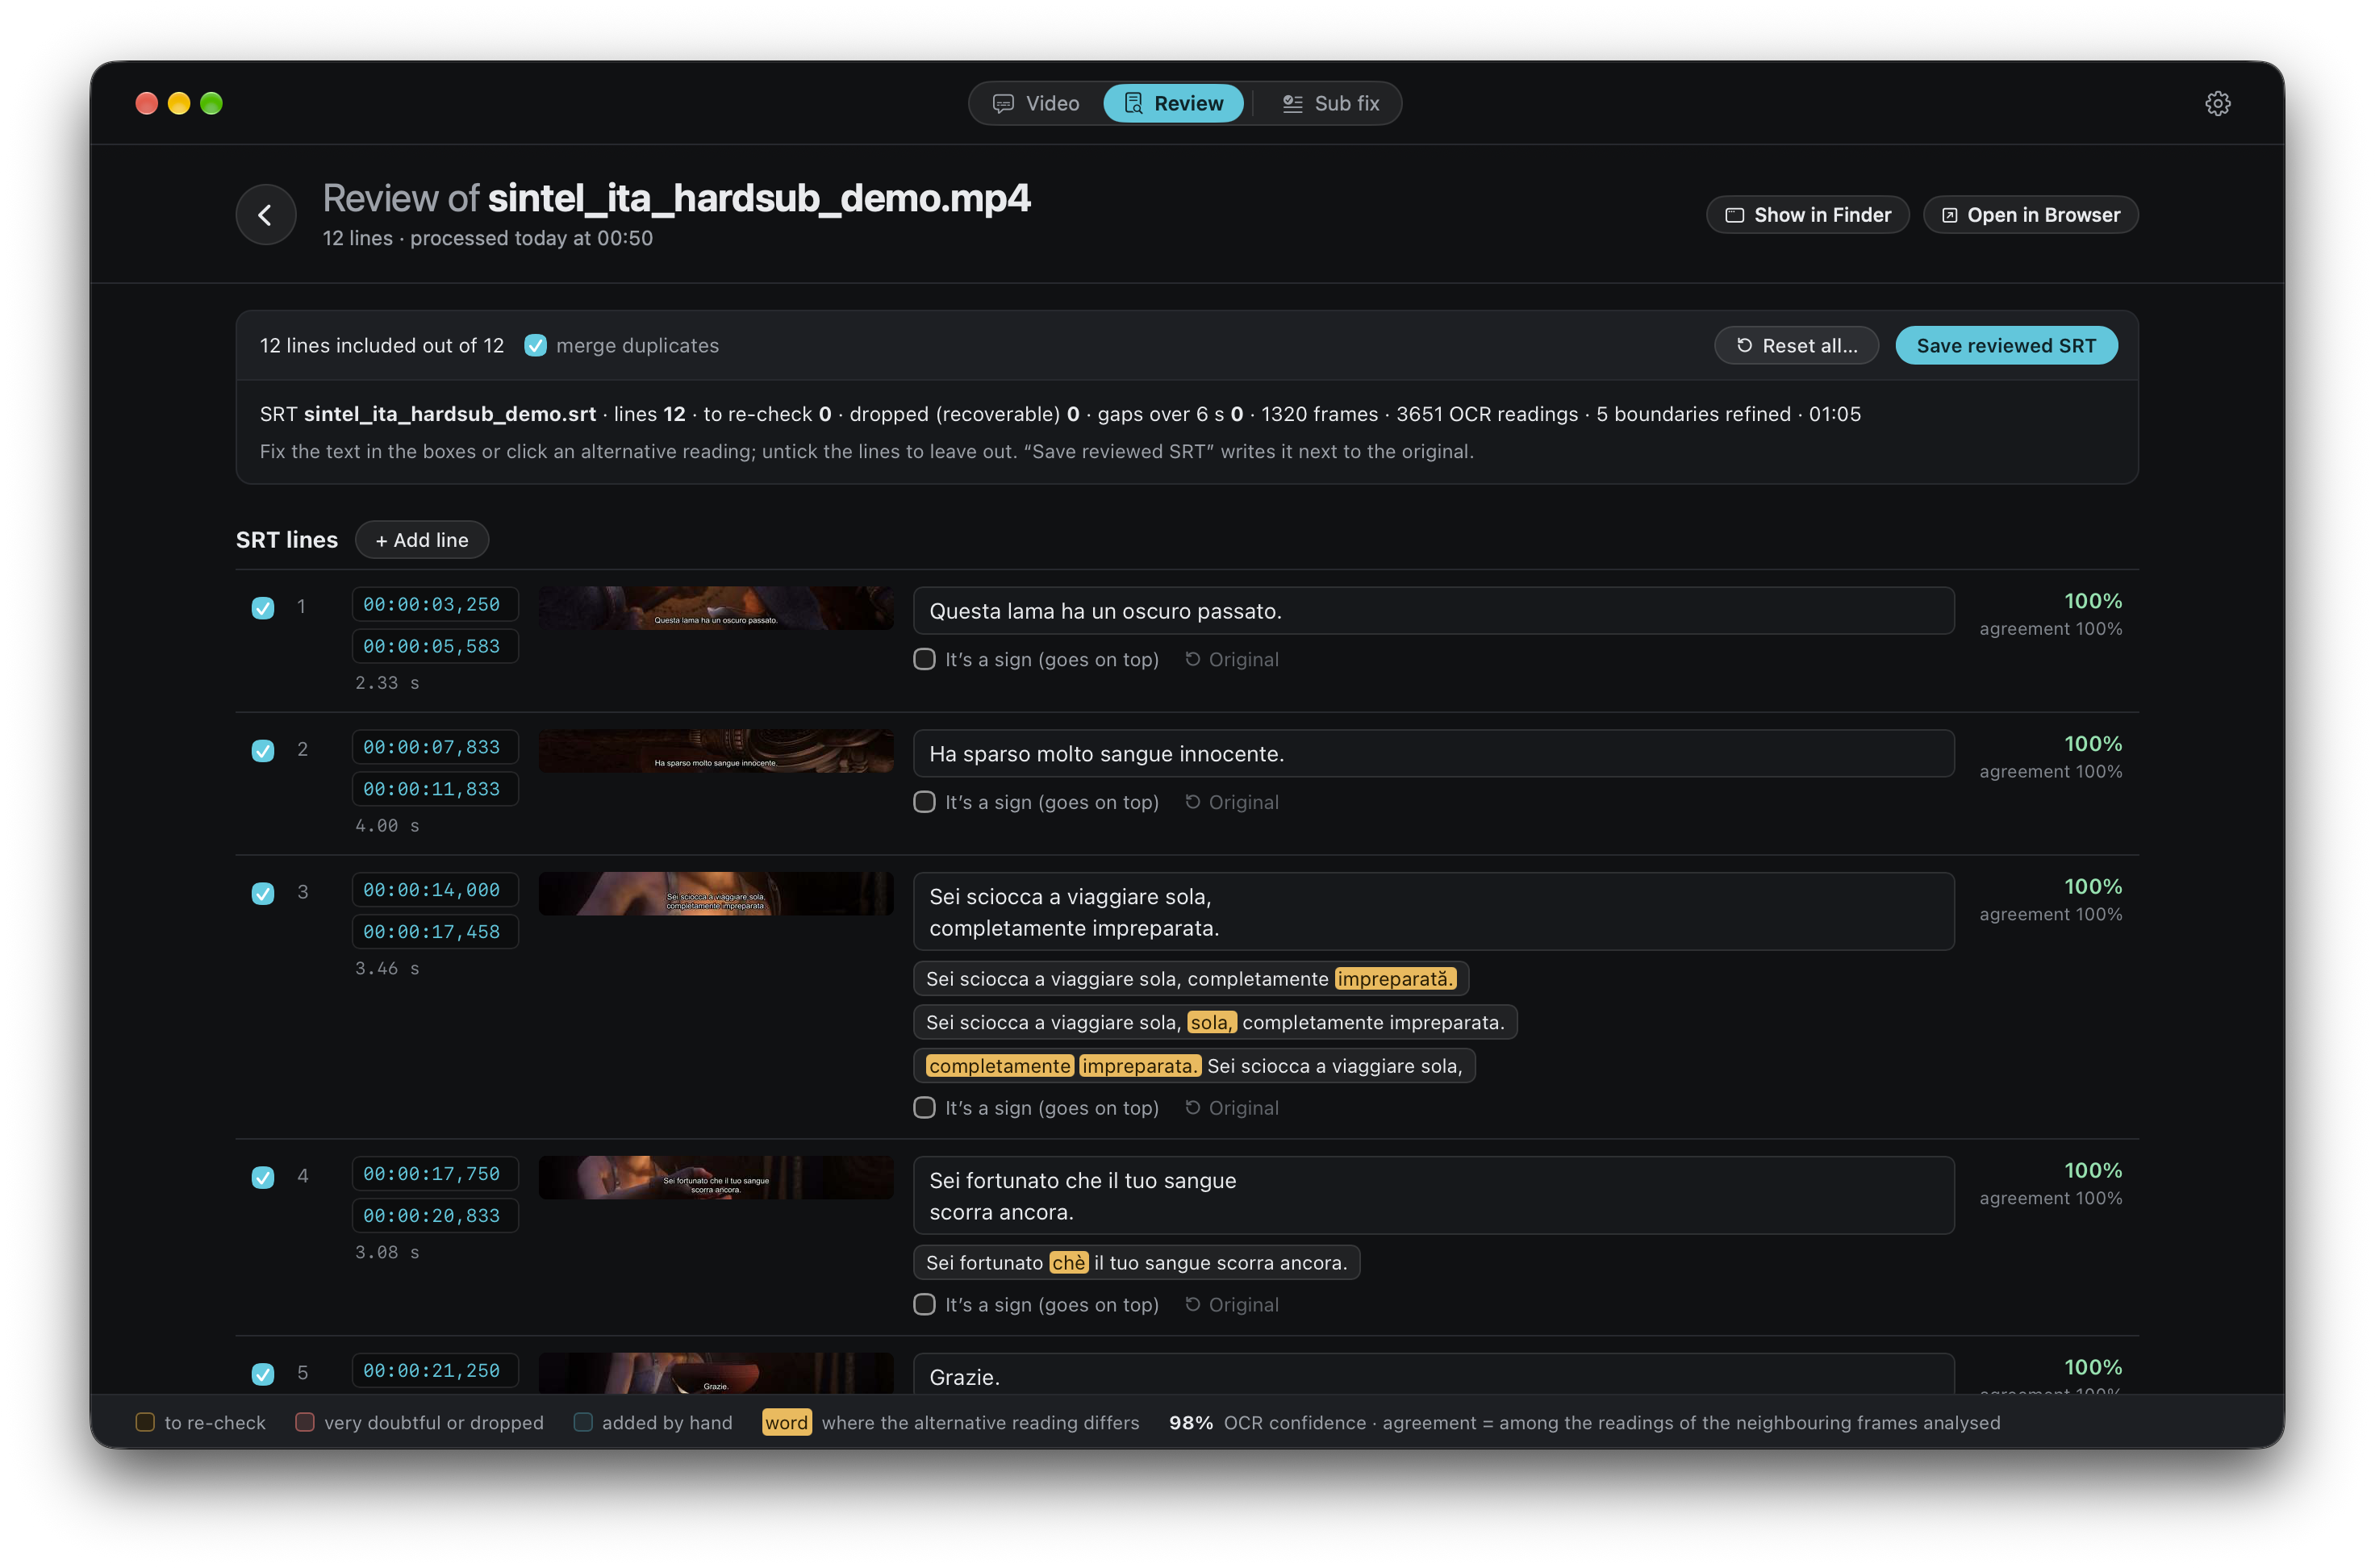 Video Review Sub fix
Review of sintel_ita_hardsub_demo.mp4
12 lines · processed today at 00:50
Show in Finder Open in Browser
12 lines included out of 12 merge duplicates Reset all... Save reviewed SRT
SRT sintel_ita_hardsub_demo.srt · lines 12 · to re-check 0 · dropped (recoverable) 0 · gaps over 6 s 0 · 1320 frames · 3651 OCR readings · 5 boundaries refined · 01:05
Fix the text in the boxes or click an alternative reading; untick the lines to leave out. “Save reviewed SRT” writes it next to the original.
SRT lines + Add line
1
00:00:03,250
00:00:05,583
2.33 s
Questa lama ha un oscuro passato.
Questa lama ha un oscuro passato.
It’s a sign (goes on top) Original
100%
agreement 100%
2
00:00:07,833
00:00:11,833
4.00 s
Ha sparso molto sangue innocente.
Ha sparso molto sangue innocente.
It’s a sign (goes on top) Original
100%
agreement 100%
3
00:00:14,000
00:00:17,458
3.46 s
Sei sciocca a viaggiare sola,
completamente impreparata.
Sei sciocca a viaggiare sola,
completamente impreparata.
Sei sciocca a viaggiare sola, completamente impreparată.
Sei sciocca a viaggiare sola, sola, completamente impreparata.
completamente impreparata. Sei sciocca a viaggiare sola,
It’s a sign (goes on top) Original
100%
agreement 100%
4
00:00:17,750
00:00:20,833
3.08 s
Sei fortunato che il tuo sangue
scorra ancora.
Sei fortunato che il tuo sangue
scorra ancora.
Sei fortunato chè il tuo sangue scorra ancora.
It’s a sign (goes on top) Original
100%
agreement 100%
5
00:00:21,250
Grazie.
Grazie.
100%
agreement 100%
to re-check very doubtful or dropped added by hand word where the alternative reading differs 98% OCR confidence · agreement = among the readings of the neighbouring frames analysed